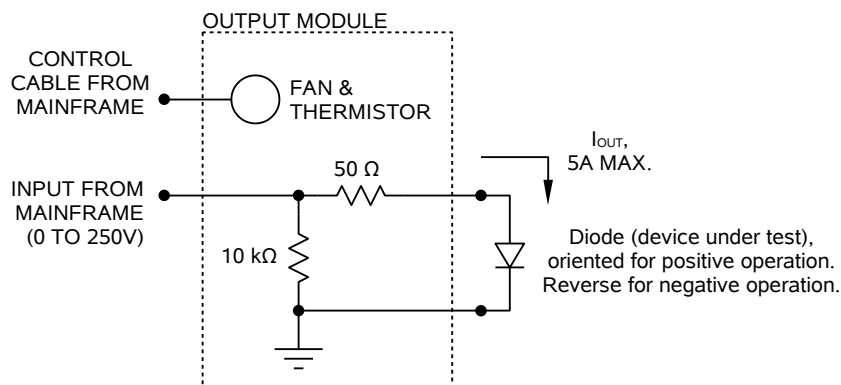 OUTPUT MODULE
CONTROL
CABLE FROM
MAINFRAME
FAN &
THERMISTOR
INPUT FROM
MAINFRAME
(0 TO 250V)
50 Ω
10 kΩ
IOUT,
5A MAX.
Diode (device under test),
oriented for positive operation.
Reverse for negative operation.